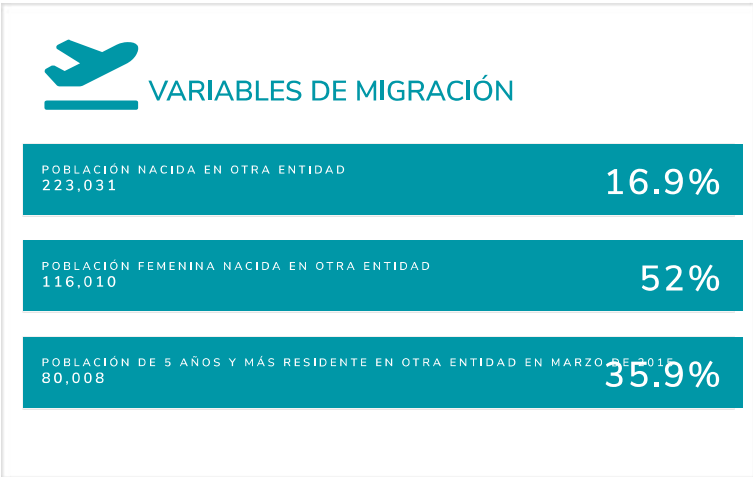 VARIABLES DE MIGRACIÓN
POBLACIÓN NACIDA EN OTRA ENTIDAD
223,031
16.9%
POBLACIÓN FEMENINA NACIDA EN OTRA ENTIDAD
116,010
52%
POBLACIÓN DE 5 AÑOS Y MÁS RESIDENTE EN OTRA ENTIDAD EN MARZO DE 2015
80,008
35.9%